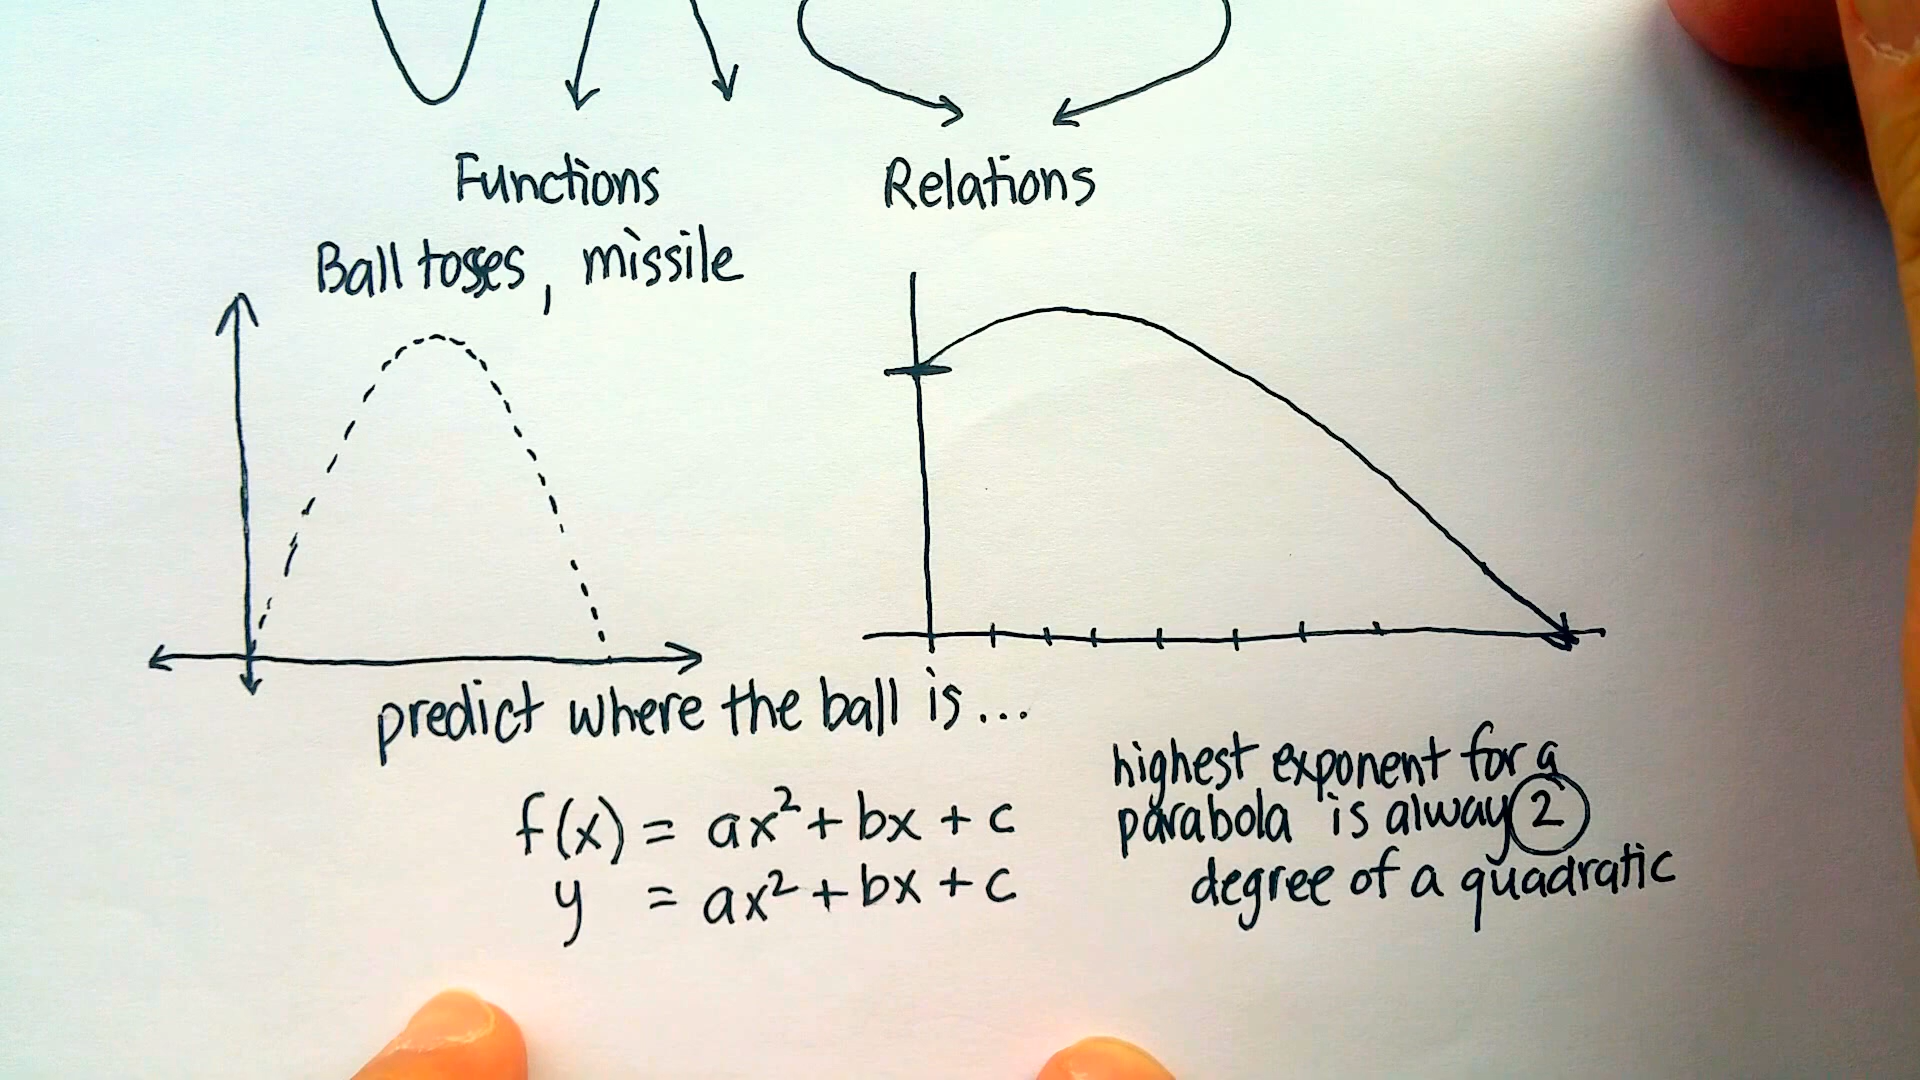 Functions
Relations
Ball tosses, missile
predict where the ball is...
f(x) = ax² + bx + c
y = ax² + bx + c
highest exponent for a
parabola is alway 2
degree of a quadratic